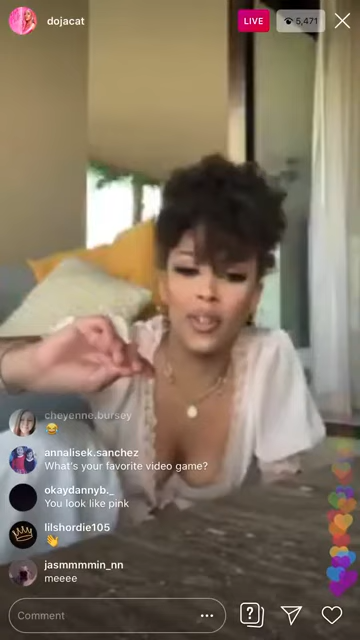 dojacat
LIVE
5,471
cheyenne.bursey
😂
annalisek.sanchez
What's your favorite video game?
okaydannyb._
You look like pink
lilshordie105
👋
jasmmmmin_nn
meeee
Comment